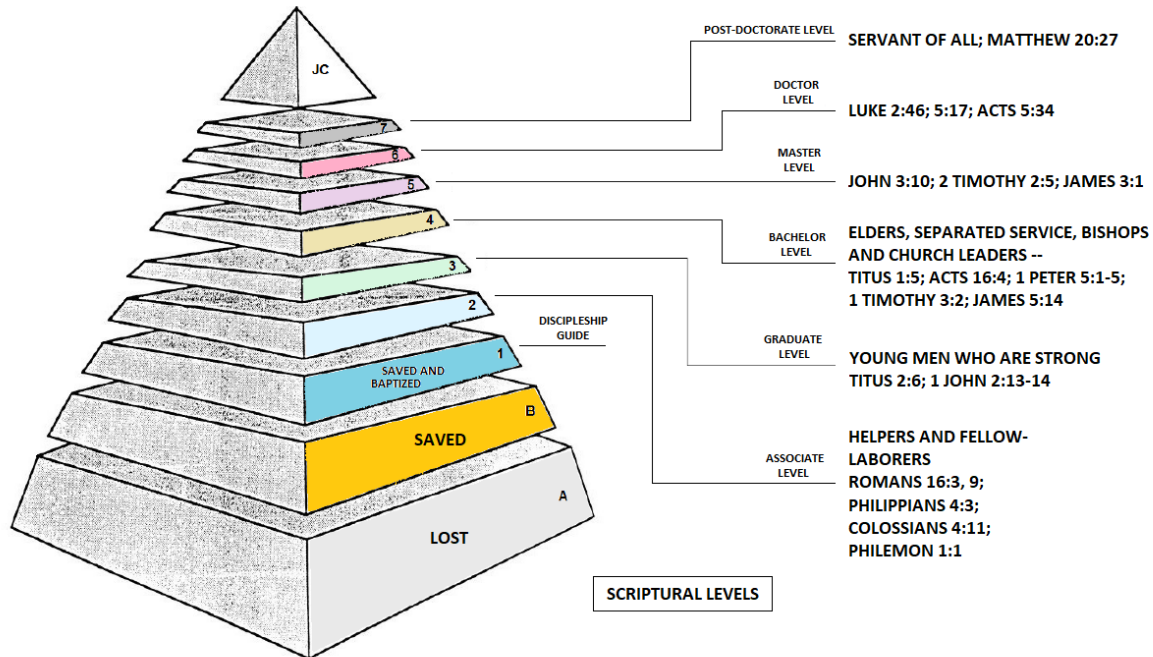 JC
7
6
5
4
3
2
1
SAVED AND
BAPTIZED
B
SAVED
A
LOST
POST-DOCTORATE LEVEL
SERVANT OF ALL; MATTHEW 20:27
DOCTOR
LEVEL
LUKE 2:46; 5:17; ACTS 5:34
MASTER
LEVEL
JOHN 3:10; 2 TIMOTHY 2:5; JAMES 3:1
BACHELOR
LEVEL
ELDERS, SEPARATED SERVICE, BISHOPS
AND CHURCH LEADERS --
TITUS 1:5; ACTS 16:4; 1 PETER 5:1-5;
1 TIMOTHY 3:2; JAMES 5:14
DISCIPLESHIP
GUIDE
GRADUATE
LEVEL
YOUNG MEN WHO ARE STRONG
TITUS 2:6; 1 JOHN 2:13-14
ASSOCIATE
LEVEL
HELPERS AND FELLOW-
LABORERS
ROMANS 16:3, 9;
PHILIPPIANS 4:3;
COLOSSIANS 4:11;
PHILEMON 1:1
SCRIPTURAL LEVELS